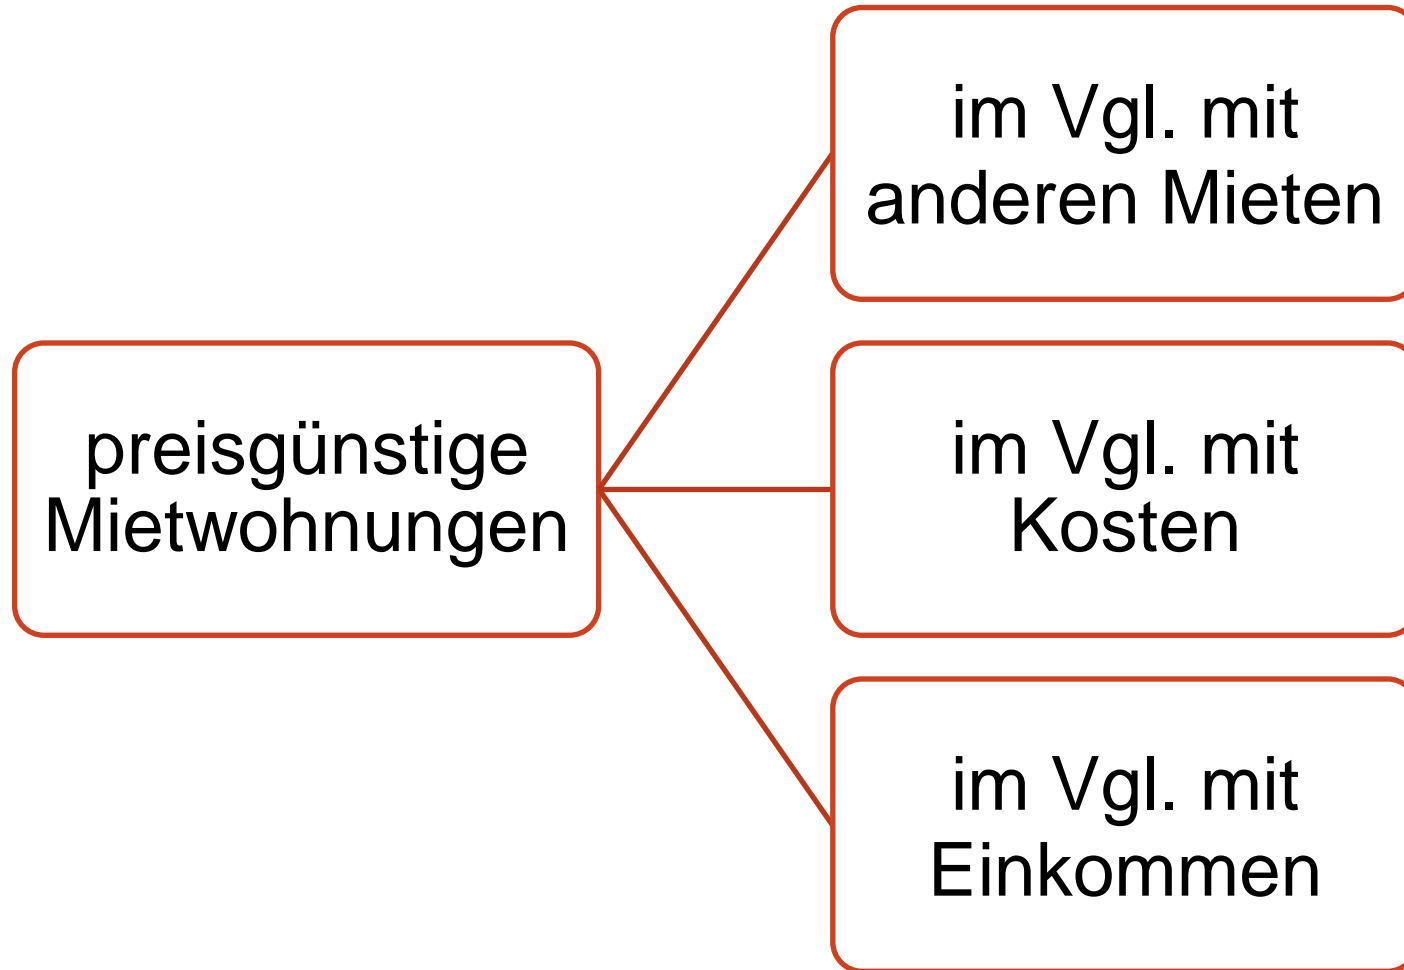 preisgünstige
Mietwohnungen
im Vgl. mit
anderen Mieten
im Vgl. mit
Kosten
im Vgl. mit
Einkommen